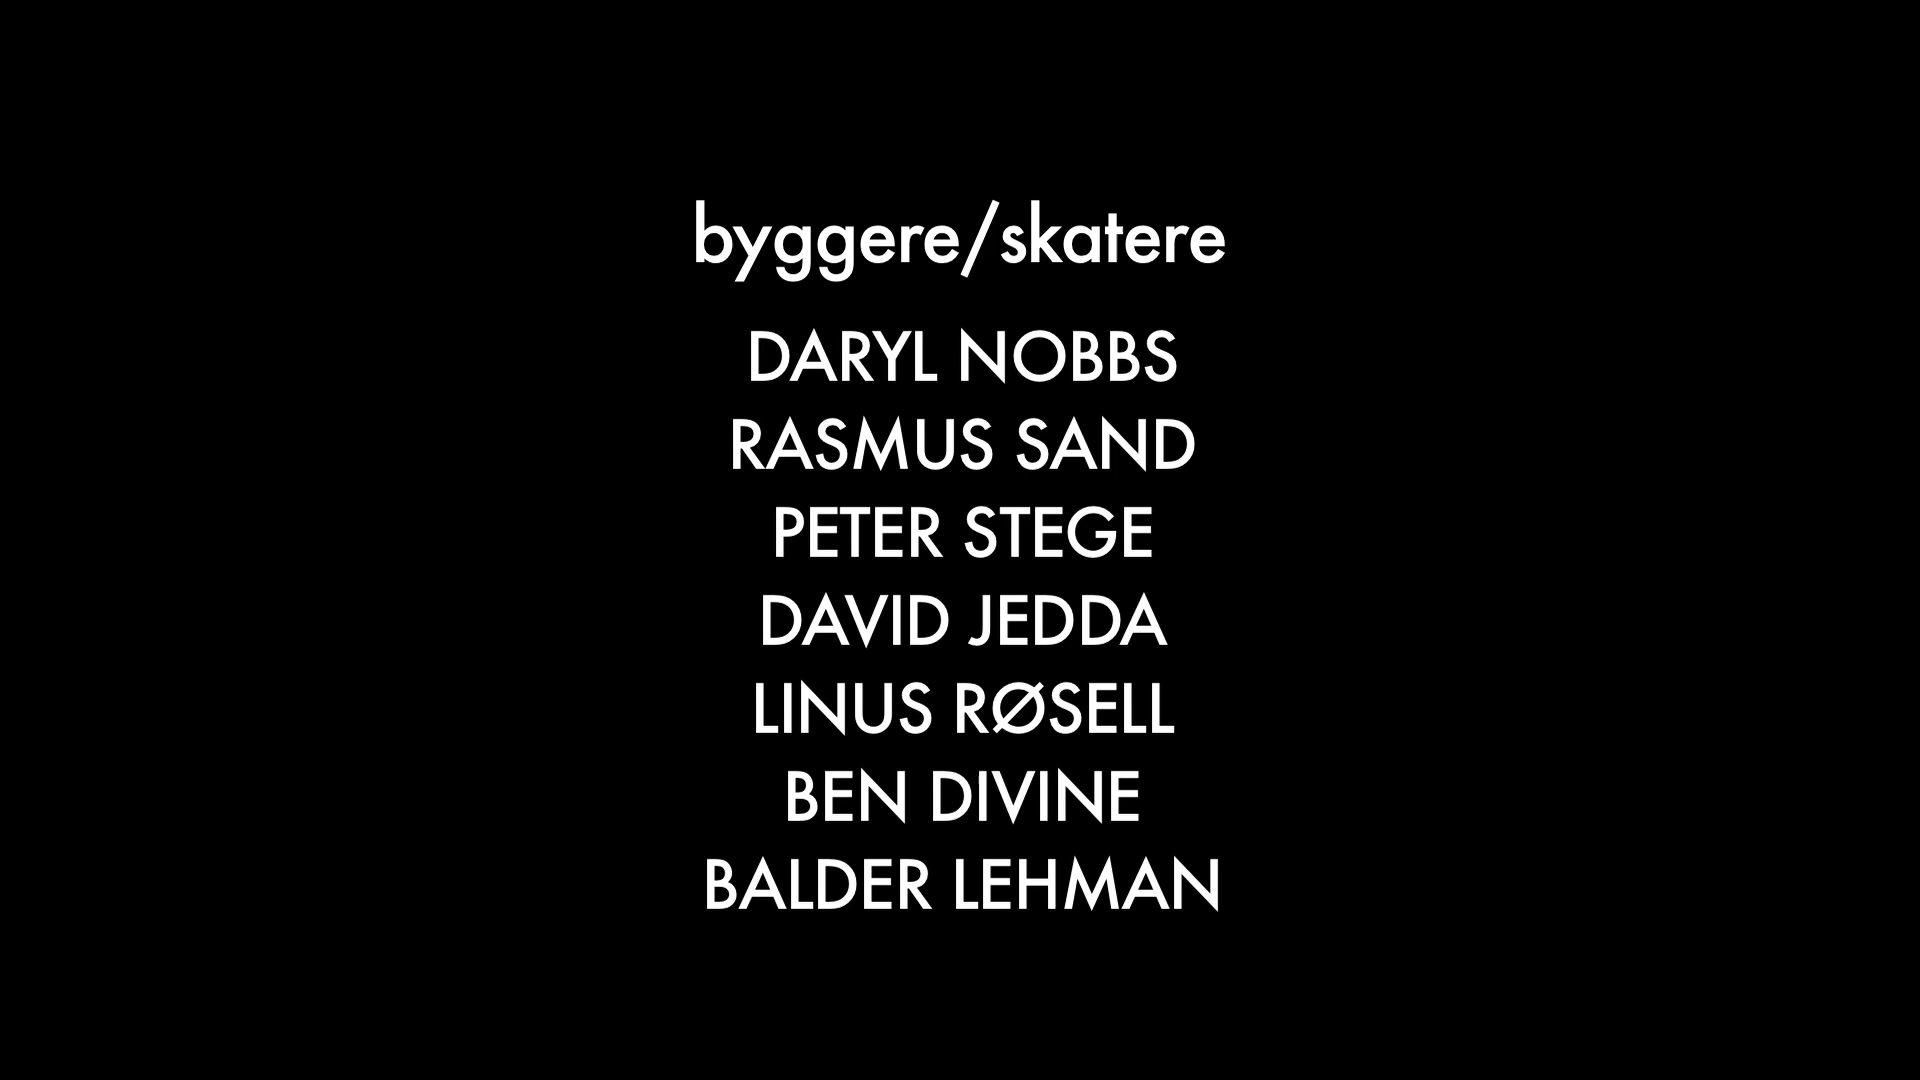 byggere/skatere
DARYL NOBBS
RASMUS SAND
PETER STEGE
DAVID JEDDA
LINUS RØSELL
BEN DIVINE
BALDER LEHMAN